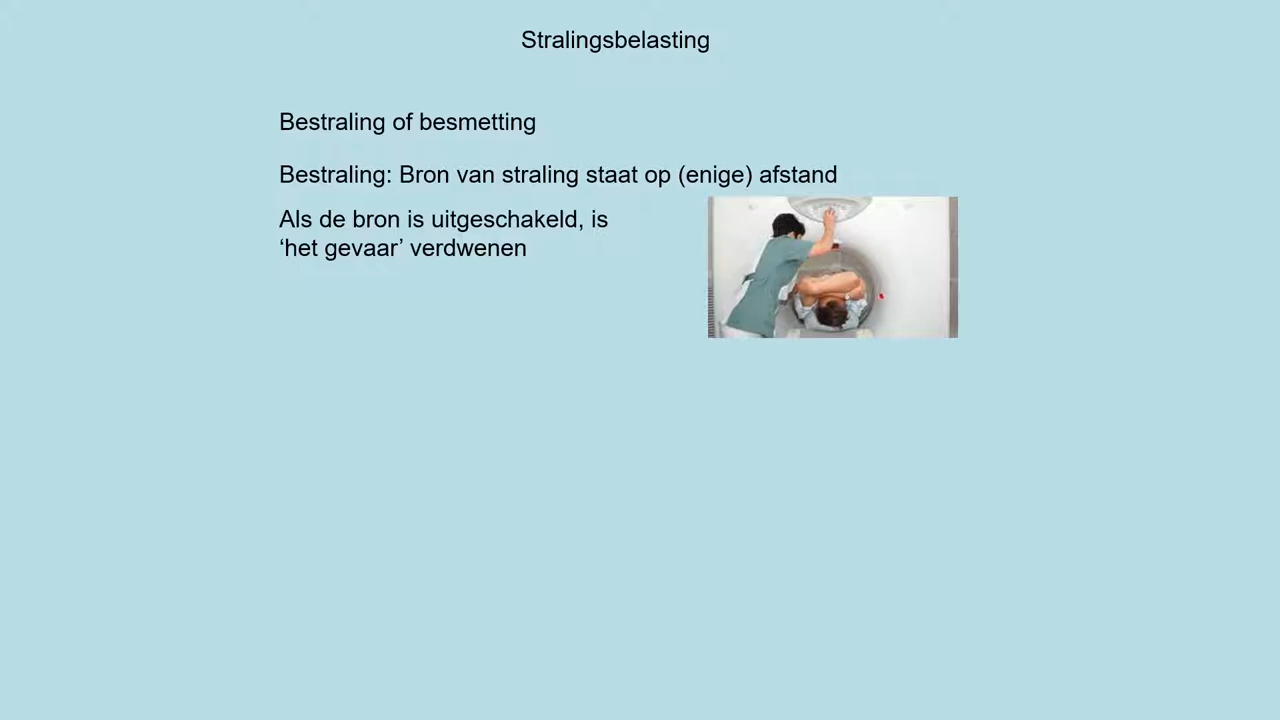 Stralingsbelasting
Bestraling of besmetting
Bestraling: Bron van straling staat op (enige) afstand
Als de bron is uitgeschakeld, is
‘het gevaar’ verdwenen